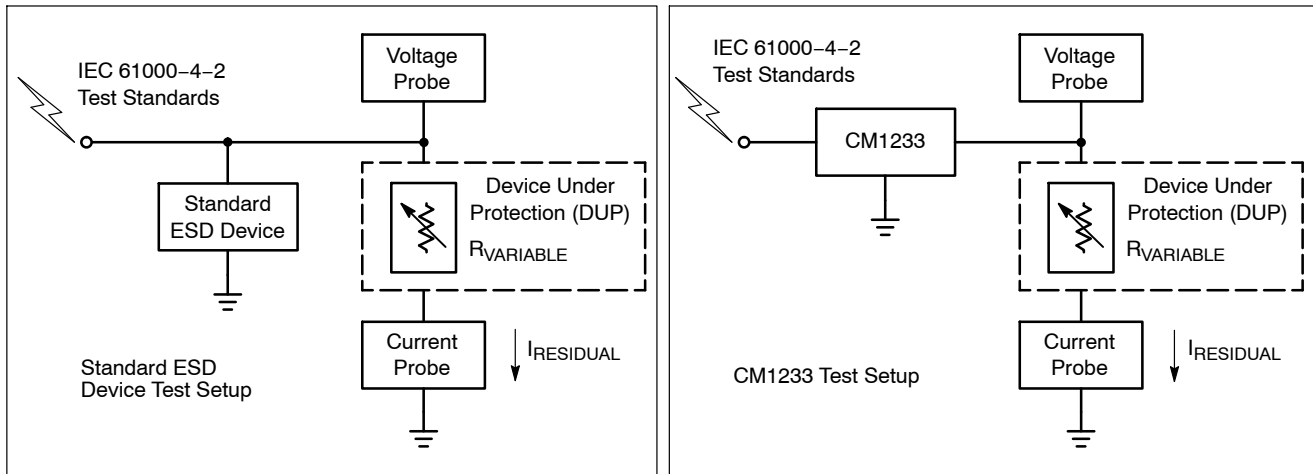 IEC 61000−4−2
Test Standards
Voltage
Probe
Standard
ESD Device
Device Under
Protection (DUP)
RVARIABLE
Current
Probe
IRESIDUAL
Standard ESD
Device Test Setup
IEC 61000−4−2
Test Standards
Voltage
Probe
CM1233
Device Under
Protection (DUP)
RVARIABLE
Current
Probe
IRESIDUAL
CM1233 Test Setup